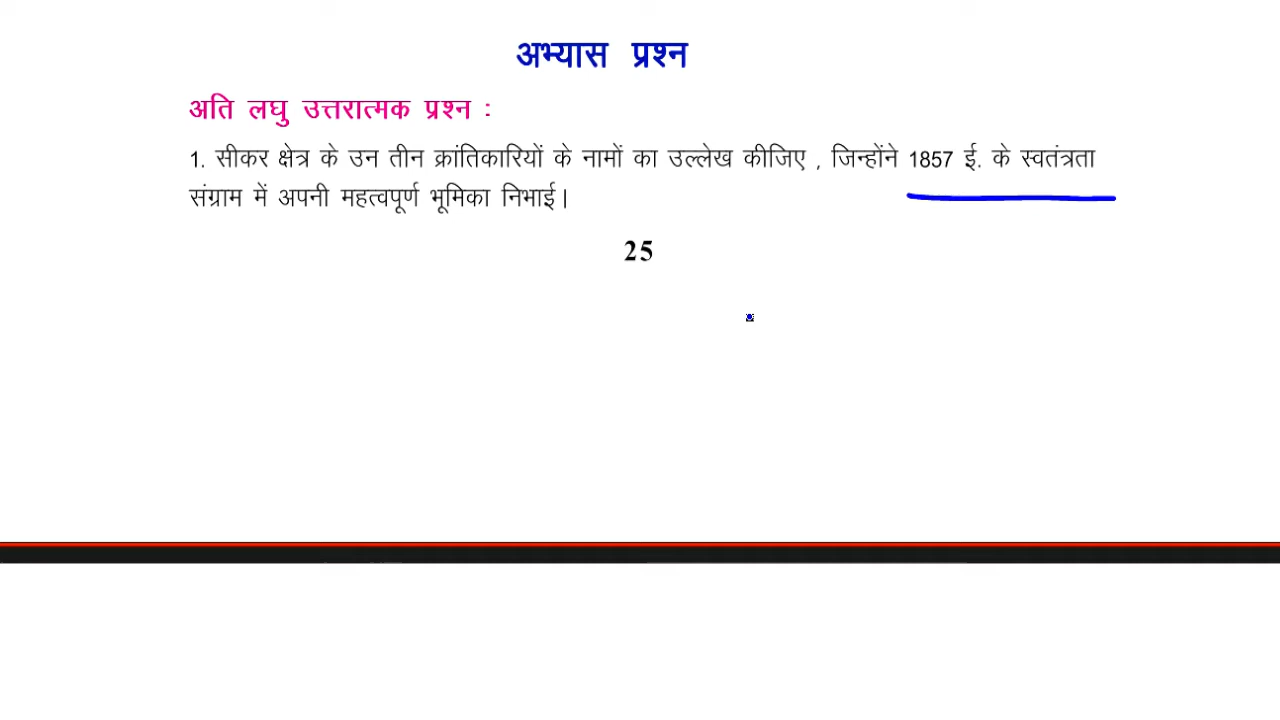 अभ्यास प्रश्न
अति लघु उत्तरात्मक प्रश्न :
1. सीकर क्षेत्र के उन तीन क्रांतिकारियों के नामों का उल्लेख कीजिए , जिन्होंने 1857 ई. के स्वतंत्रता
संग्राम में अपनी महत्वपूर्ण भूमिका निभाई।
25